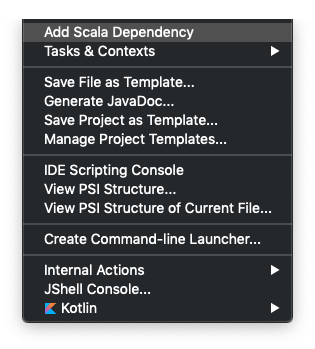 Add Scala Dependency
Tasks & Contexts
Save File as Template...
Generate JavaDoc...
Save Project as Template...
Manage Project Templates...
IDE Scripting Console
View PSI Structure...
View PSI Structure of Current File...
Create Command-line Launcher...
Internal Actions
JShell Console...
Kotlin